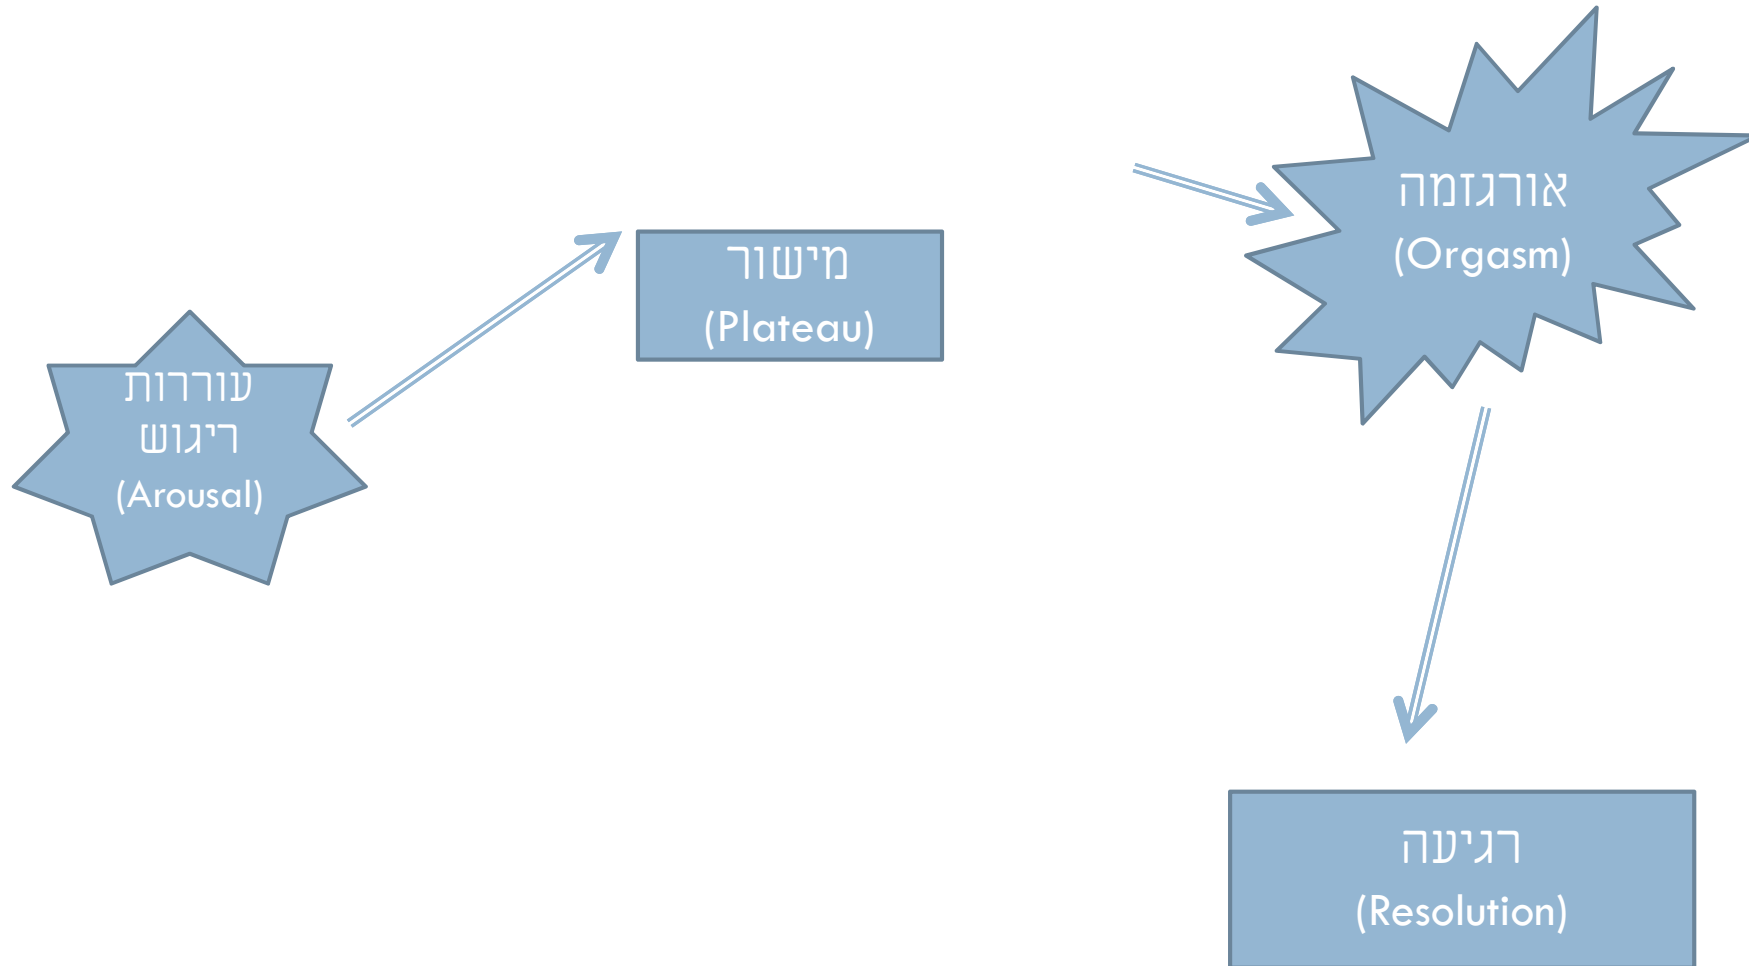 עוררות
ריגוש
(Arousal)
מישור
(Plateau)
אורגזמה
(Orgasm)
רגיעה
(Resolution)